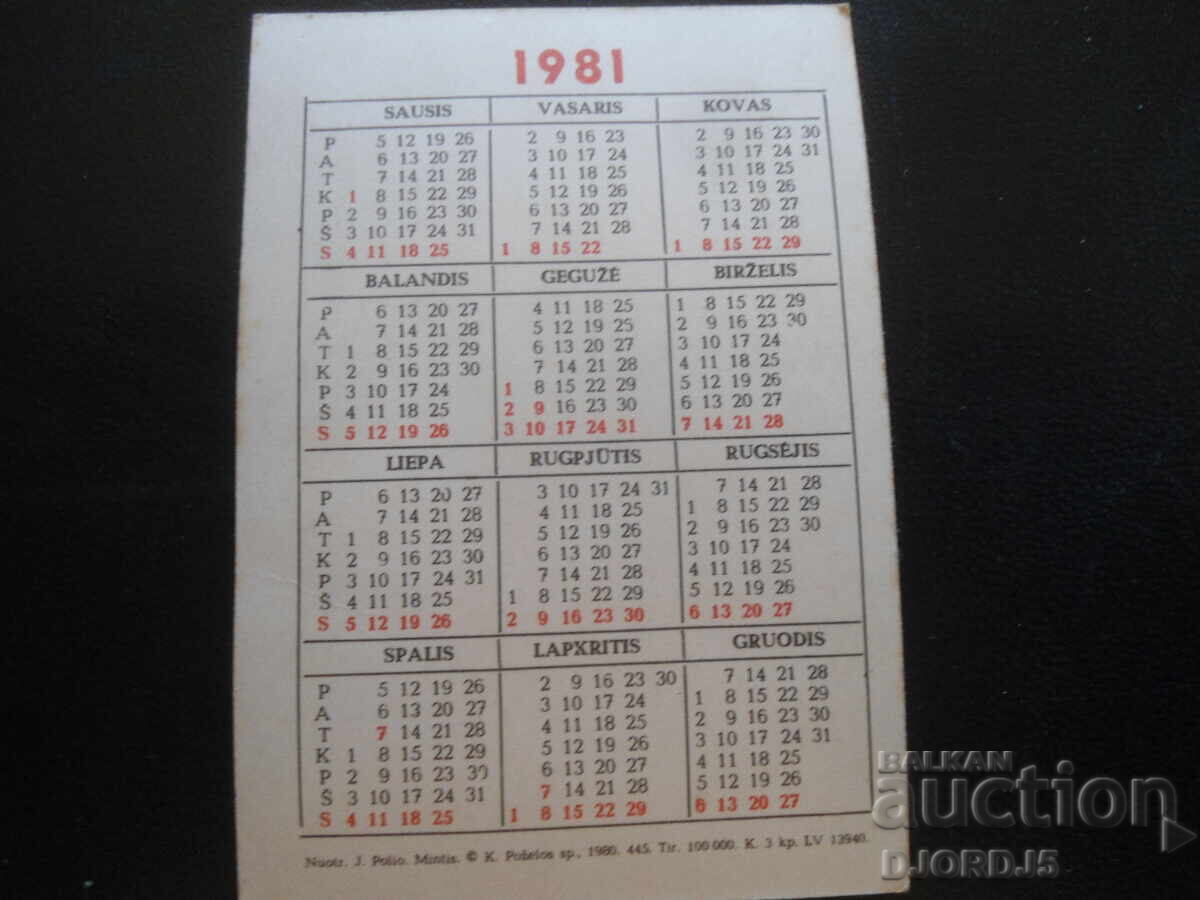 1981
SAUSIS VASARIS KOVAS
P 5 12 19 26 2 9 16 23 2 9 16 23 30
A 6 13 20 27 3 10 17 24 3 10 17 24 31
T 7 14 21 28 4 11 18 25 4 11 18 25
K 1 8 15 22 29 5 12 19 26 5 12 19 26
P 2 9 16 23 30 6 13 20 27 6 13 20 27
Š 3 10 17 24 31 7 14 21 28 7 14 21 28
S 4 11 18 25 1 8 15 22 1 8 15 22 29
BALANDIS GEGUŽĖ BIRŽELIS
P 6 13 20 27 4 11 18 25 1 8 15 22 29
A 7 14 21 28 5 12 19 25 2 9 16 23 30
T 1 8 15 22 29 6 13 20 27 3 10 17 24
K 2 9 16 23 30 7 14 21 28 4 11 18 25
P 3 10 17 24 1 8 15 22 29 5 12 19 26
Š 4 11 18 25 2 9 16 23 30 6 13 20 27
S 5 12 19 26 3 10 17 24 31 7 14 21 28
LIEPA RUGPJŪTIS RUGSĖJIS
P 6 13 20 27 3 10 17 24 31 7 14 21 28
A 7 14 21 28 4 11 18 25 1 8 15 22 29
T 1 8 15 22 29 5 12 19 26 2 9 16 23 30
K 2 9 16 23 30 6 13 20 27 3 10 17 24
P 3 10 17 24 31 7 14 21 28 4 11 18 25
Š 4 11 18 25 1 8 15 22 29 5 12 19 26
S 5 12 19 26 2 9 16 23 30 6 13 20 27
SPALIS LAPKRITIS GRUODIS
P 5 12 19 26 2 9 16 23 30 7 14 21 28
A 6 13 20 27 3 10 17 24 1 8 15 22 29
T 7 14 21 28 4 11 18 25 2 9 16 23 30
K 1 8 15 22 29 5 12 19 26 3 10 17 24 31
P 2 9 16 23 30 6 13 20 27 4 11 18 25
Š 3 10 17 24 31 7 14 21 28 5 12 19 26
S 4 11 18 25 1 8 15 22 29 6 13 20 27
Nuotr. J. Polio. Mintis. © K. Poželos sp., 1980. 445. Tir. 100 000. K. 3 kp. LV 13940.
BALKAN
auction
DJORDJ5